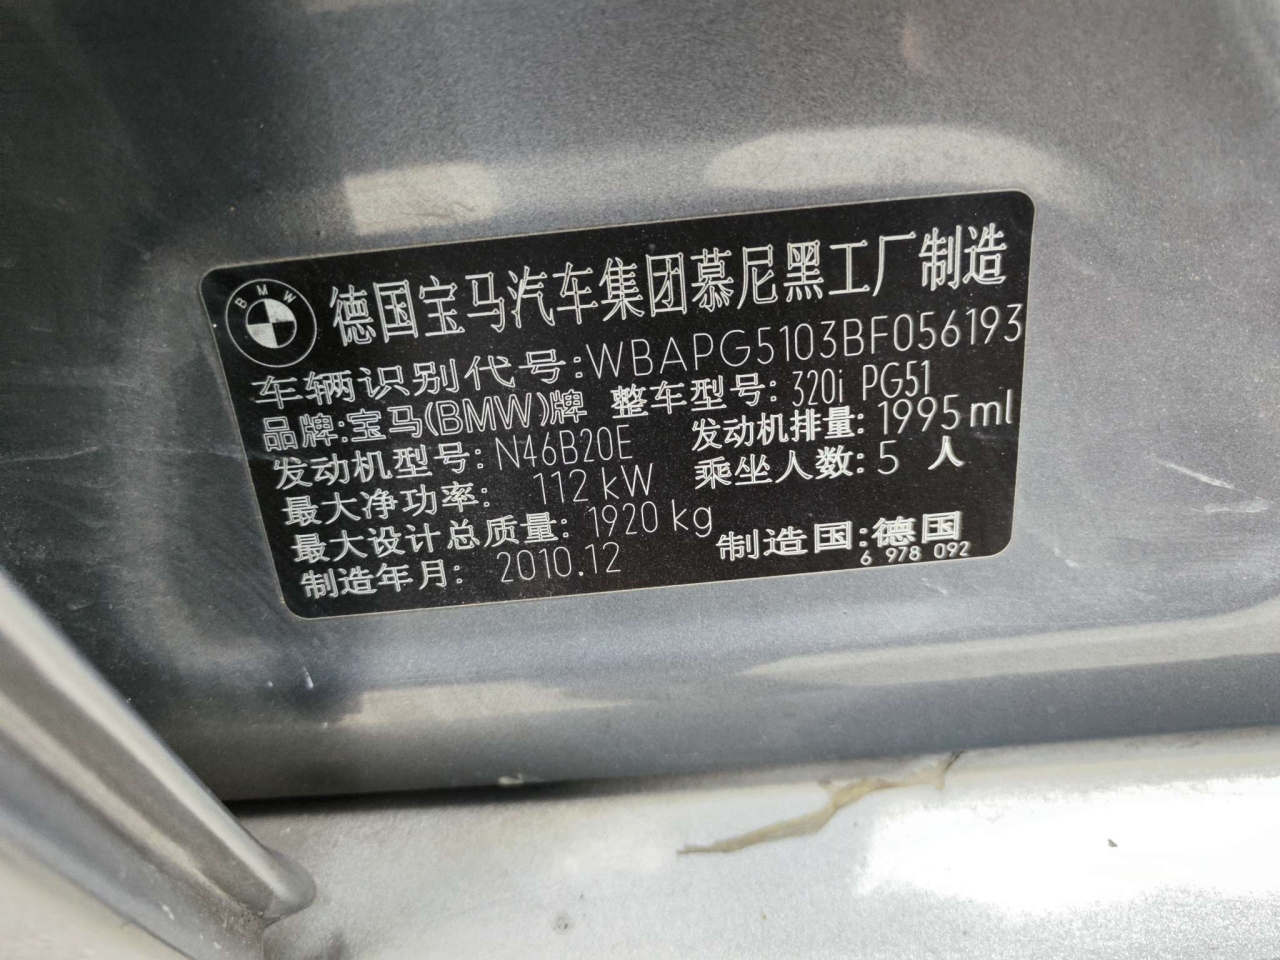 BMW
德国宝马汽车集团慕尼黑工厂制造
车辆识别代号:WBAPG5103BF056193
品牌:宝马(BMW)牌 整车型号:320i PG51
发动机型号:N46B20E 发动机排量:1995ml
最大净功率: 112kW 乘坐人数:5 人
最大设计总质量:1920kg
制造年月: 2010.12 制造国:德国
6 978 092